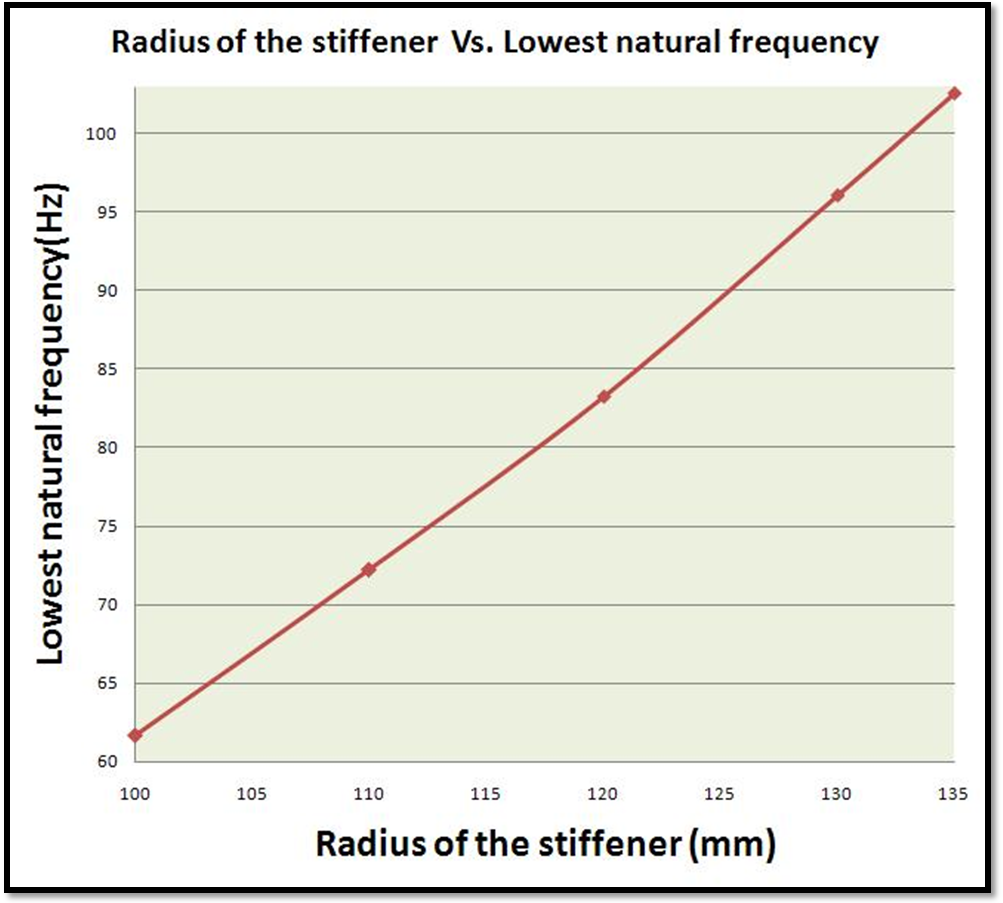 Radius of the stiffener Vs. Lowest natural frequency
Lowest natural frequency(Hz)
100
95
90
85
80
75
70
65
60
100 105 110 115 120 125 130 135
Radius of the stiffener (mm)